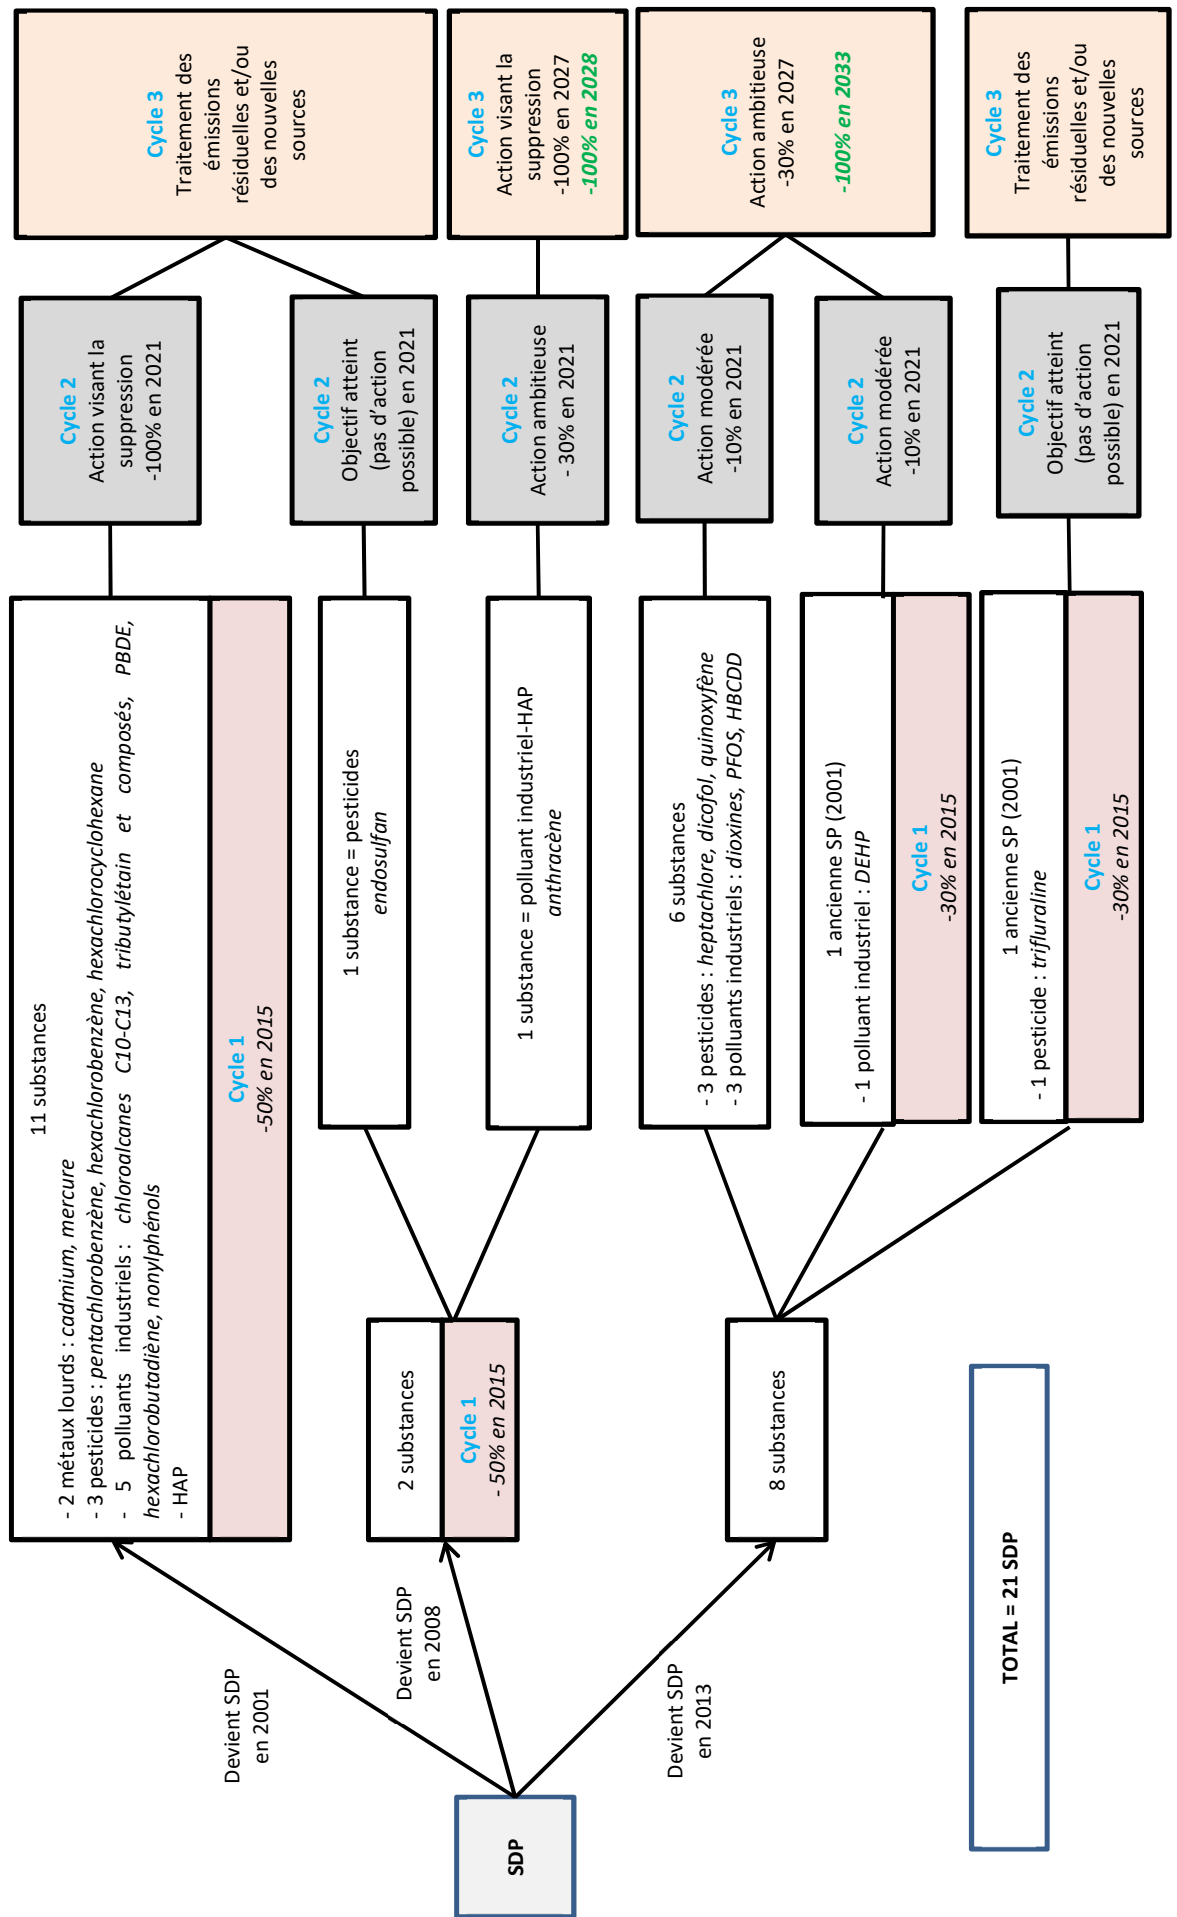 SDP
Devient SDP
en 2001
Devient SDP
en 2008
Devient SDP
en 2013
11 substances
- 2 métaux lourds : cadmium, mercure
- 3 pesticides : pentachlorobenzène, hexachlorobenzène, hexachlorocyclohexane
- 5 polluants industriels : chloroalcanes C10-C13, tributylétain et composés, PBDE,
hexachlorobutadiène, nonylphénols
- HAP
Cycle 1
-50% en 2015
Cycle 2
Action visant la
suppression
-100% en 2021
Cycle 3
Traitement des
émissions
résiduelles et/ou
des nouvelles
sources
2 substances
Cycle 1
- 50% en 2015
1 substance = pesticides
endosulfan
Cycle 2
Objectif atteint
(pas d’action
possible) en 2021
1 substance = polluant industriel-HAP
anthracène
Cycle 2
Action ambitieuse
- 30% en 2021
Cycle 3
Action visant la
suppression
-100% en 2027
-100% en 2028
8 substances
6 substances
- 3 pesticides : heptachlore, dicofol, quinoxyfène
- 3 polluants industriels : dioxines, PFOS, HBCDD
Cycle 2
Action modérée
-10% en 2021
Cycle 3
Action ambitieuse
-30% en 2027
-100% en 2033
1 ancienne SP (2001)
- 1 polluant industriel : DEHP
Cycle 1
-30% en 2015
Cycle 2
Action modérée
-10% en 2021
1 ancienne SP (2001)
- 1 pesticide : trifluraline
Cycle 1
-30% en 2015
Cycle 2
Objectif atteint
(pas d’action
possible) en 2021
Cycle 3
Traitement des
émissions
résiduelles et/ou
des nouvelles
sources
TOTAL = 21 SDP